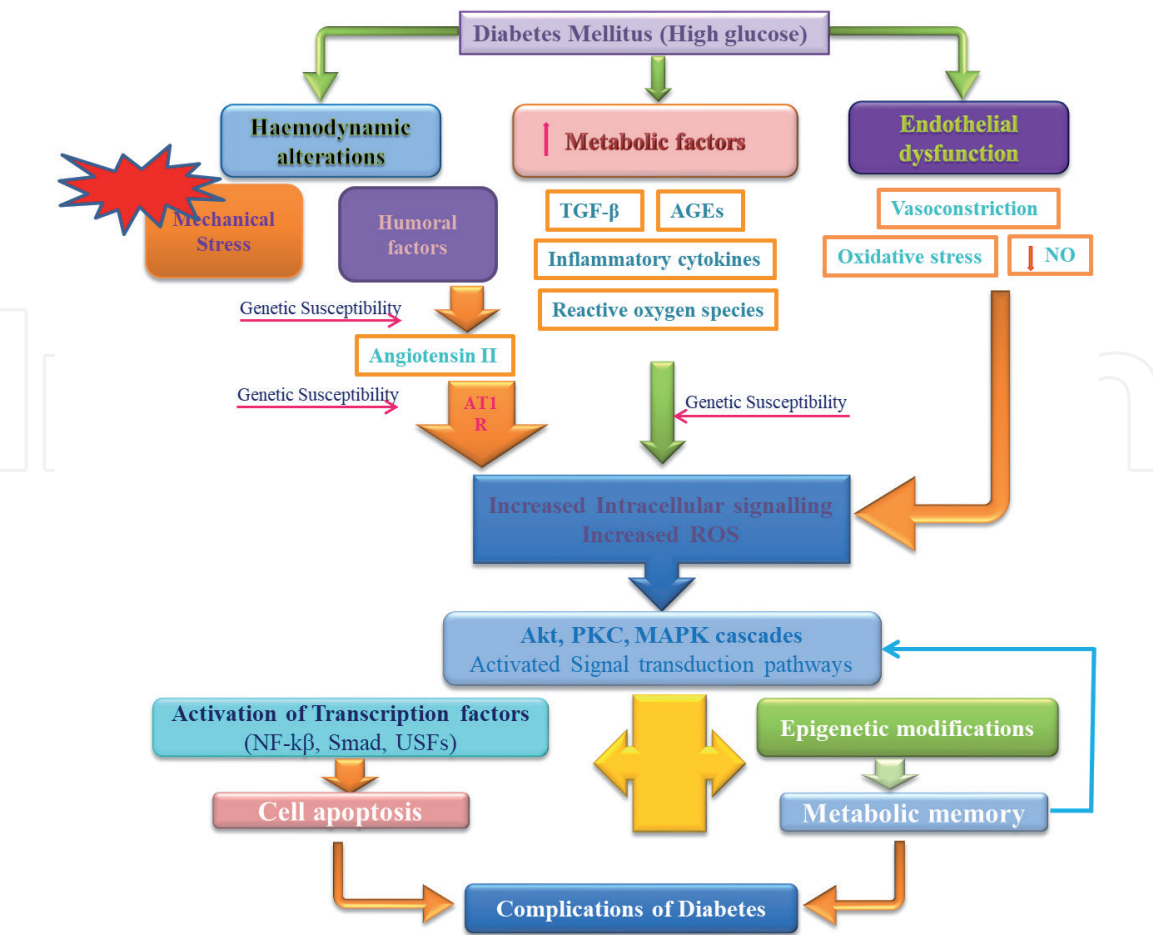 Diabetes Mellitus (High glucose)
Haemodynamic
alterations
Metabolic factors
Endothelial
dysfunction
Mechanical
Stress
Humoral
factors
TGF-β
AGEs
Inflammatory cytokines
Reactive oxygen species
Vasoconstriction
Oxidative stress
NO
Genetic Susceptibility
Angiotensin II
Genetic Susceptibility
AT1
R
Genetic Susceptibility
Increased Intracellular signalling
Increased ROS
Akt, PKC, MAPK cascades
Activated Signal transduction pathways
Activation of Transcription factors
(NF-kβ, Smad, USFs)
Epigenetic modifications
Cell apoptosis
Metabolic memory
Complications of Diabetes